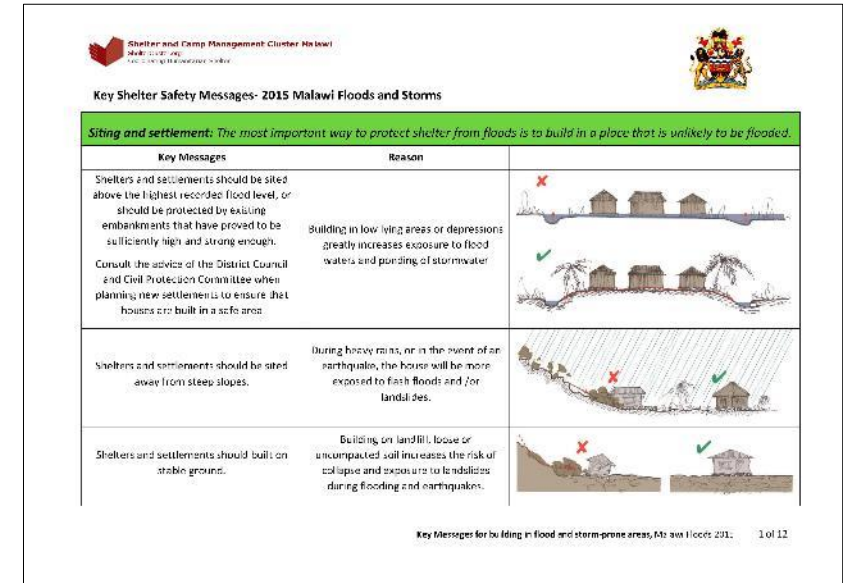 Shelter and Camp Management Cluster Malawi
Key Shelter Safety Messages- 2015 Malawi Floods and Storms
Siting and settlement: The most important way to protect shelter from floods is to build in a place that is unlikely to be flooded.
Key Messages
Reason
Shelters and settlements should be sited
above the highest recorded flood level, or
should be protected by existing
embankments that have proved to be
sufficiently high and strong enough.
Consult the advice of the District Council
and Civil Protection Committee when
planning new settlements to ensure that
houses are built in a safe area
Building in low lying areas or depressions
greatly increases exposure to flood
waters and ponding of stormwater
Shelters and settlements should be sited
away from steep slopes.
During heavy rains, or in the event of an
earthquake, the house will be more
exposed to flash floods and /or
landslides.
Shelters and settlements should built on
stable ground.
Building on landfill, loose or
uncompacted soil increases the risk of
collapse and exposure to landslides
during flooding and earthquakes.
Key Messages for building in flood and storm-prone areas, Malawi Floods 2015 1 of 12